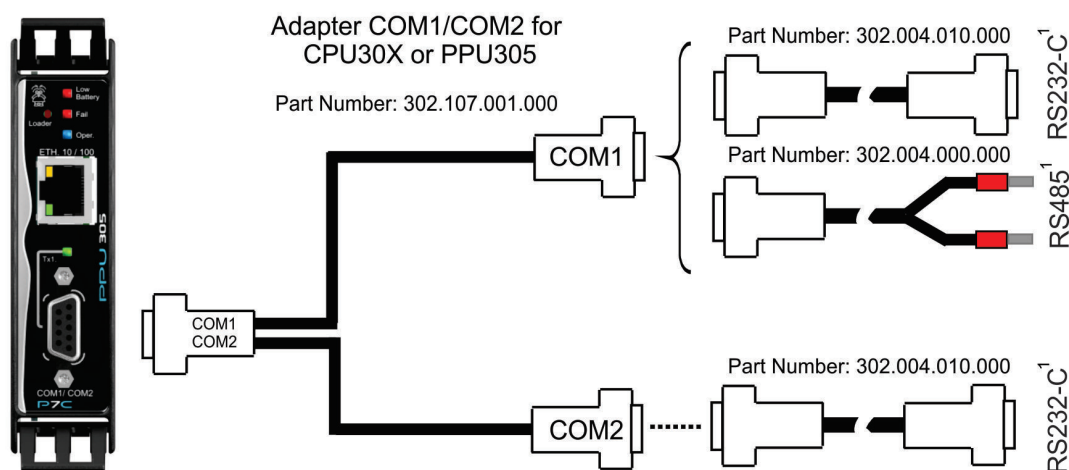 Low
Battery
Fail
Loader
Oper.
ETH. 10 / 100
PPU 305
Tx1.
COM1/ COM2
P7C
Adapter COM1/COM2 for
CPU30X or PPU305
Part Number: 302.107.001.000
COM1
COM2
COM1
COM2
Part Number: 302.004.010.000
RS232-C¹
Part Number: 302.004.000.000
RS485¹
Part Number: 302.004.010.000
RS232-C¹